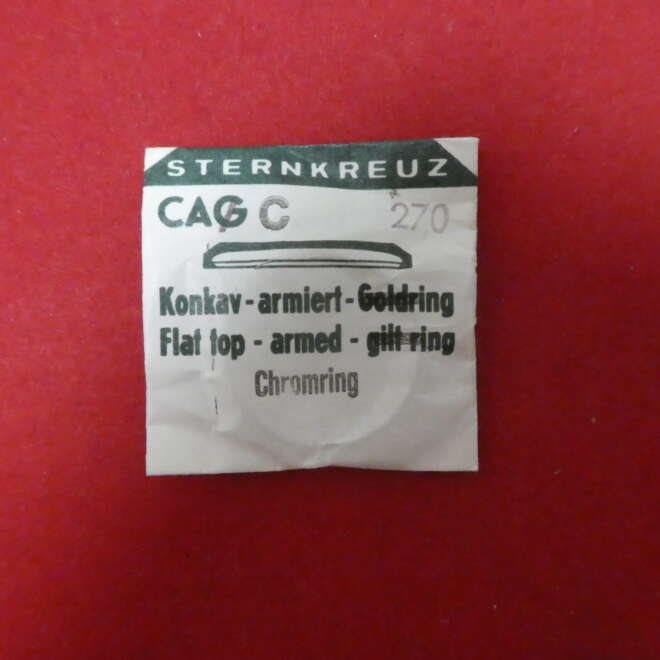 STERNKREUZ
CAG C 270
Konkav - armiert - Goldring
Flat top - armed - gilt ring
Chromring